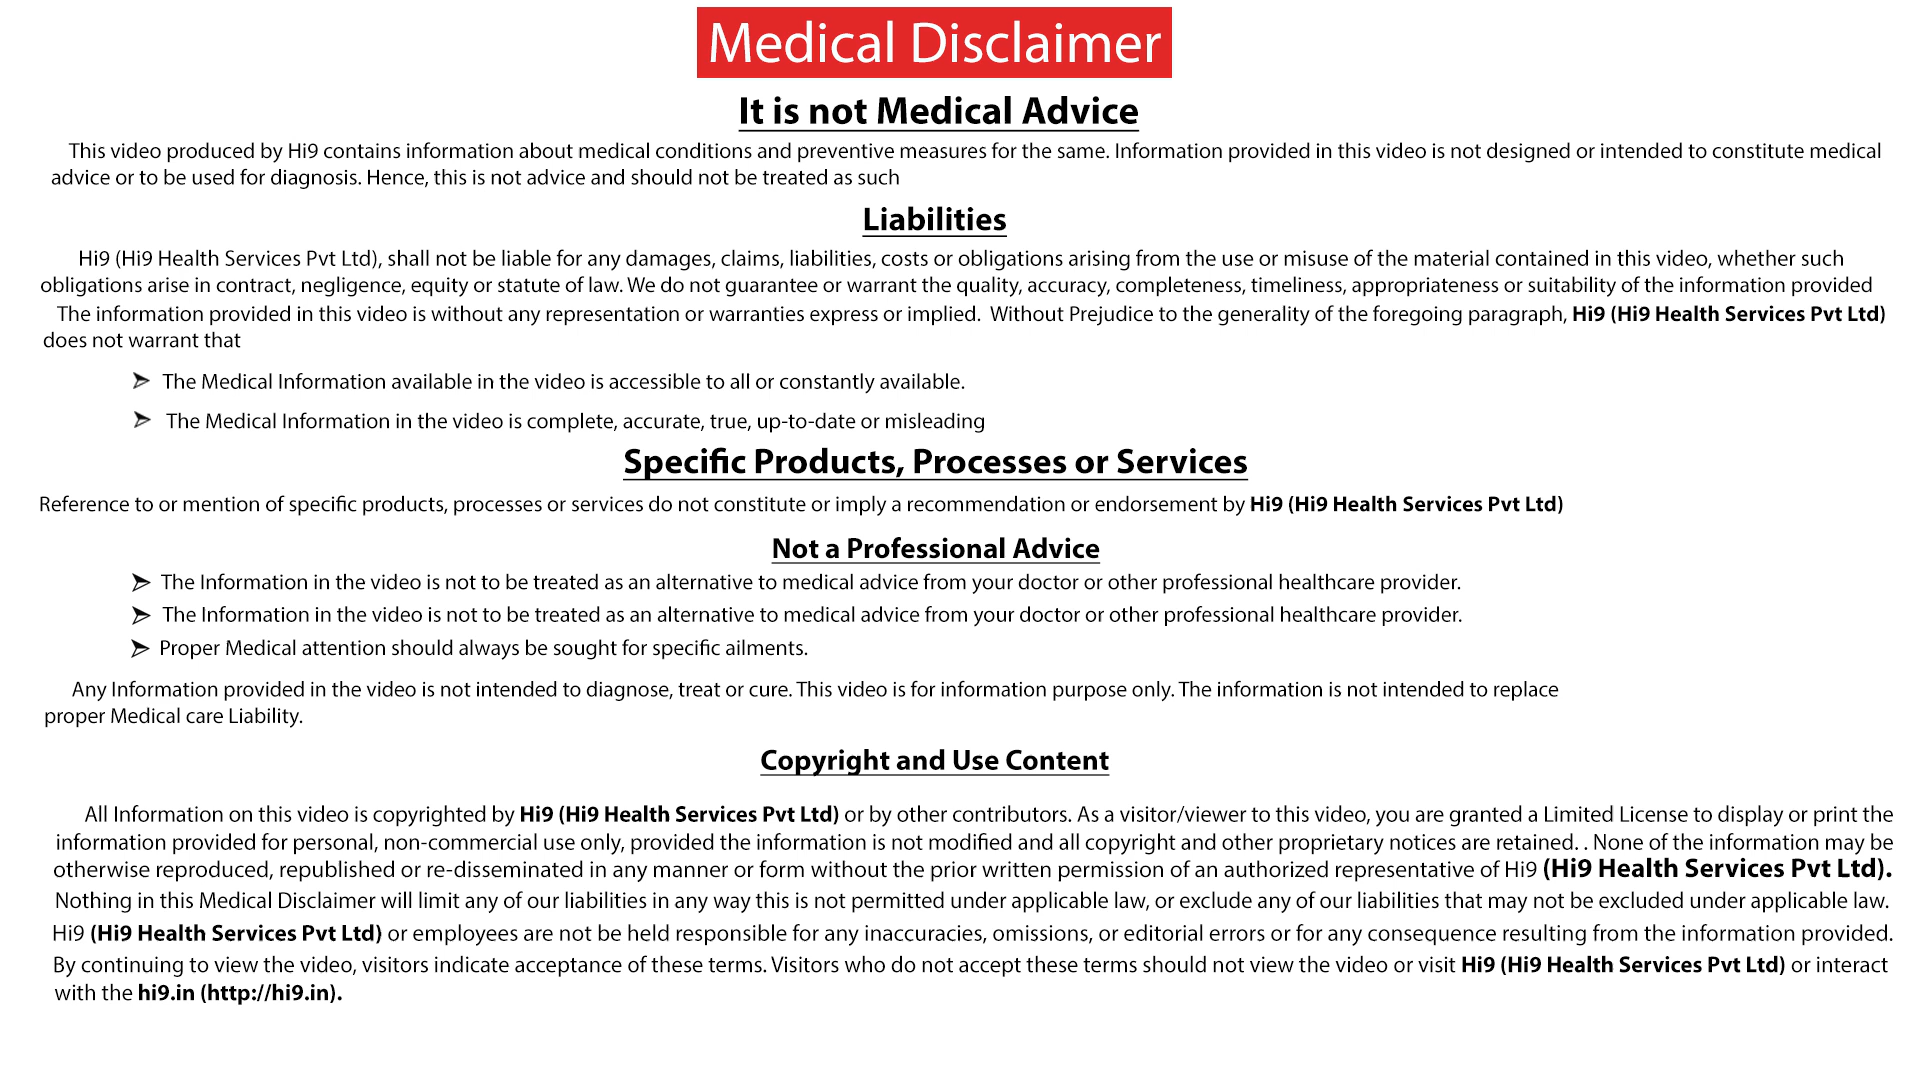 Medical Disclaimer
It is not Medical Advice
This video produced by Hi9 contains information about medical conditions and preventive measures for the same. Information provided in this video is not designed or intended to constitute medical
advice or to be used for diagnosis. Hence, this is not advice and should not be treated as such
Liabilities
Hi9 (Hi9 Health Services Pvt Ltd), shall not be liable for any damages, claims, liabilities, costs or obligations arising from the use or misuse of the material contained in this video, whether such
obligations arise in contract, negligence, equity or statute of law. We do not guarantee or warrant the quality, accuracy, completeness, timeliness, appropriateness or suitability of the information provided
The information provided in this video is without any representation or warranties express or implied. Without Prejudice to the generality of the foregoing paragraph, Hi9 (Hi9 Health Services Pvt Ltd)
does not warrant that
➢ The Medical Information available in the video is accessible to all or constantly available.
➢ The Medical Information in the video is complete, accurate, true, up-to-date or misleading
Specific Products, Processes or Services
Reference to or mention of specific products, processes or services do not constitute or imply a recommendation or endorsement by Hi9 (Hi9 Health Services Pvt Ltd)
Not a Professional Advice
➢ The Information in the video is not to be treated as an alternative to medical advice from your doctor or other professional healthcare provider.
➢ The Information in the video is not to be treated as an alternative to medical advice from your doctor or other professional healthcare provider.
➢ Proper Medical attention should always be sought for specific ailments.
Any Information provided in the video is not intended to diagnose, treat or cure. This video is for information purpose only. The information is not intended to replace
proper Medical care Liability.
Copyright and Use Content
All Information on this video is copyrighted by Hi9 (Hi9 Health Services Pvt Ltd) or by other contributors. As a visitor/viewer to this video, you are granted a Limited License to display or print the
information provided for personal, non-commercial use only, provided the information is not modified and all copyright and other proprietary notices are retained. . None of the information may be
otherwise reproduced, republished or re-disseminated in any manner or form without the prior written permission of an authorized representative of Hi9 (Hi9 Health Services Pvt Ltd).
Nothing in this Medical Disclaimer will limit any of our liabilities in any way this is not permitted under applicable law, or exclude any of our liabilities that may not be excluded under applicable law.
Hi9 (Hi9 Health Services Pvt Ltd) or employees are not be held responsible for any inaccuracies, omissions, or editorial errors or for any consequence resulting from the information provided.
By continuing to view the video, visitors indicate acceptance of these terms. Visitors who do not accept these terms should not view the video or visit Hi9 (Hi9 Health Services Pvt Ltd) or interact
with the hi9.in (http://hi9.in).